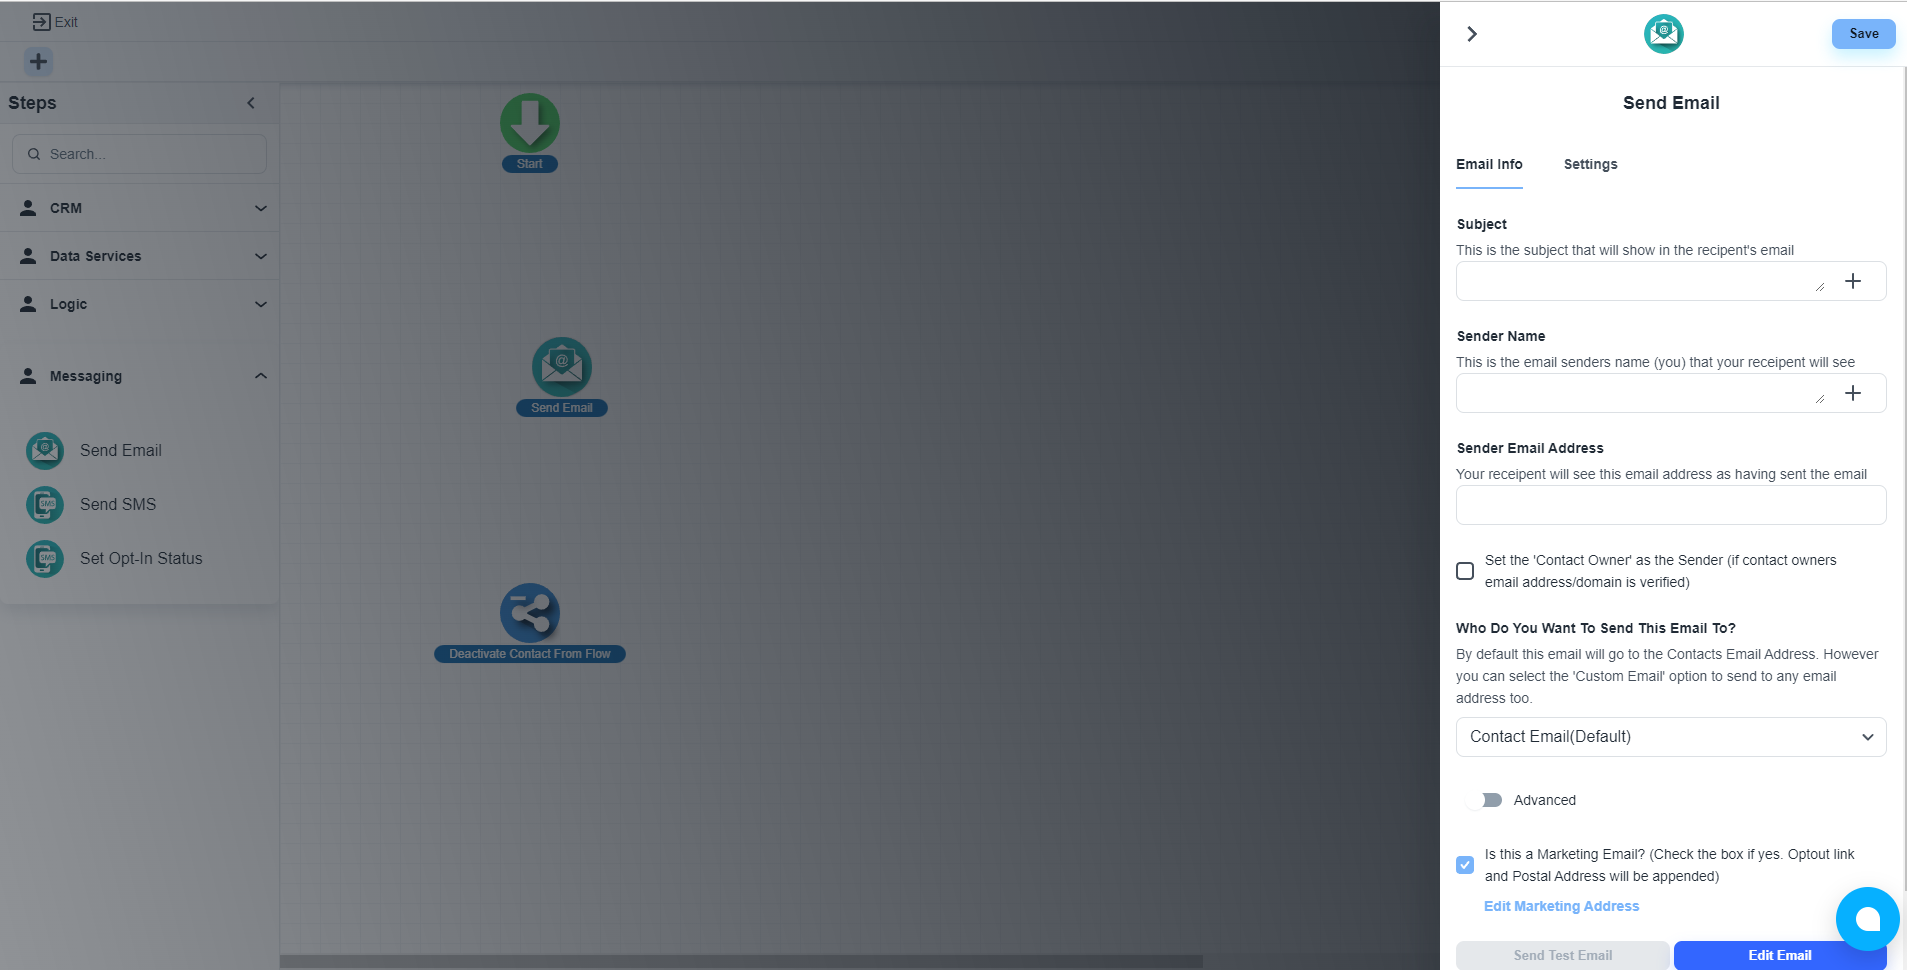 Exit
Steps
Search...
CRM
Data Services
Logic
Messaging
Send Email
Send SMS
Set Opt-In Status
Start
Send Email
Deactivate Contact From Flow
Save
Send Email
Email Info
Settings
Subject
This is the subject that will show in the recipent's email
Sender Name
This is the email senders name (you) that your receipent will see
Sender Email Address
Your receipent will see this email address as having sent the email
Set the 'Contact Owner' as the Sender (if contact owners
email address/domain is verified)
Who Do You Want To Send This Email To?
By default this email will go to the Contacts Email Address. However
you can select the 'Custom Email' option to send to any email
address too.
Contact Email(Default)
Advanced
Is this a Marketing Email? (Check the box if yes. Optout link
and Postal Address will be appended)
Edit Marketing Address
Send Test Email
Edit Email